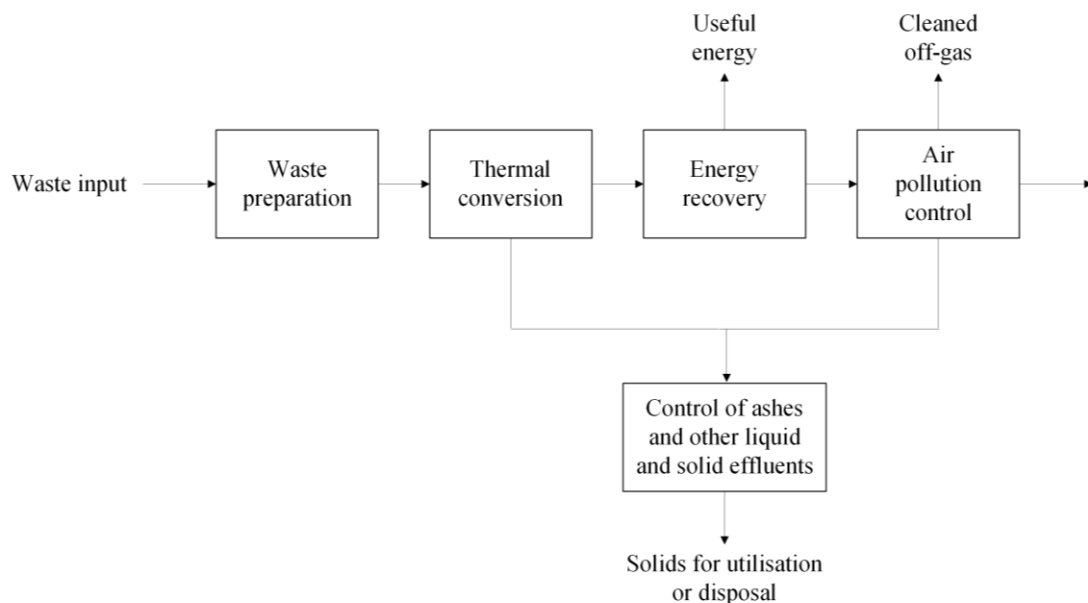 Useful
energy
Cleaned
off-gas
Waste input
Waste
preparation
Thermal
conversion
Energy
recovery
Air
pollution
control
Control of ashes
and other liquid
and solid effluents
Solids for utilisation
or disposal